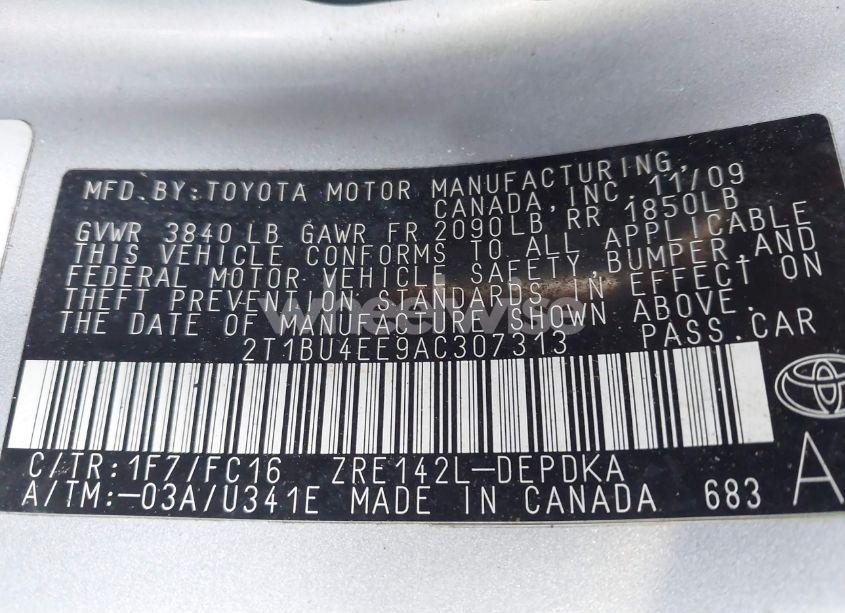 MFD.BY:TOYOTA MOTOR MANUFACTURING,
CANADA, INC. 11/09
GVWR 3840 LB GAWR FR 2090LB, RR 1850LB
THIS VEHICLE CONFORMS TO ALL APPLICABLE
FEDERAL MOTOR VEHICLE SAFETY,BUMPER,AND
THEFT PREVENTION STANDARDS IN EFFECT ON
THE DATE OF MANUFACTURE SHOWN ABOVE.
2T1BU4EE9AC307313 PASS.CAR
C/TR:1F7/FC16 ZRE142L-DEPDKA A
A/TM:-03A/U341E MADE IN CANADA 683
wheelwise